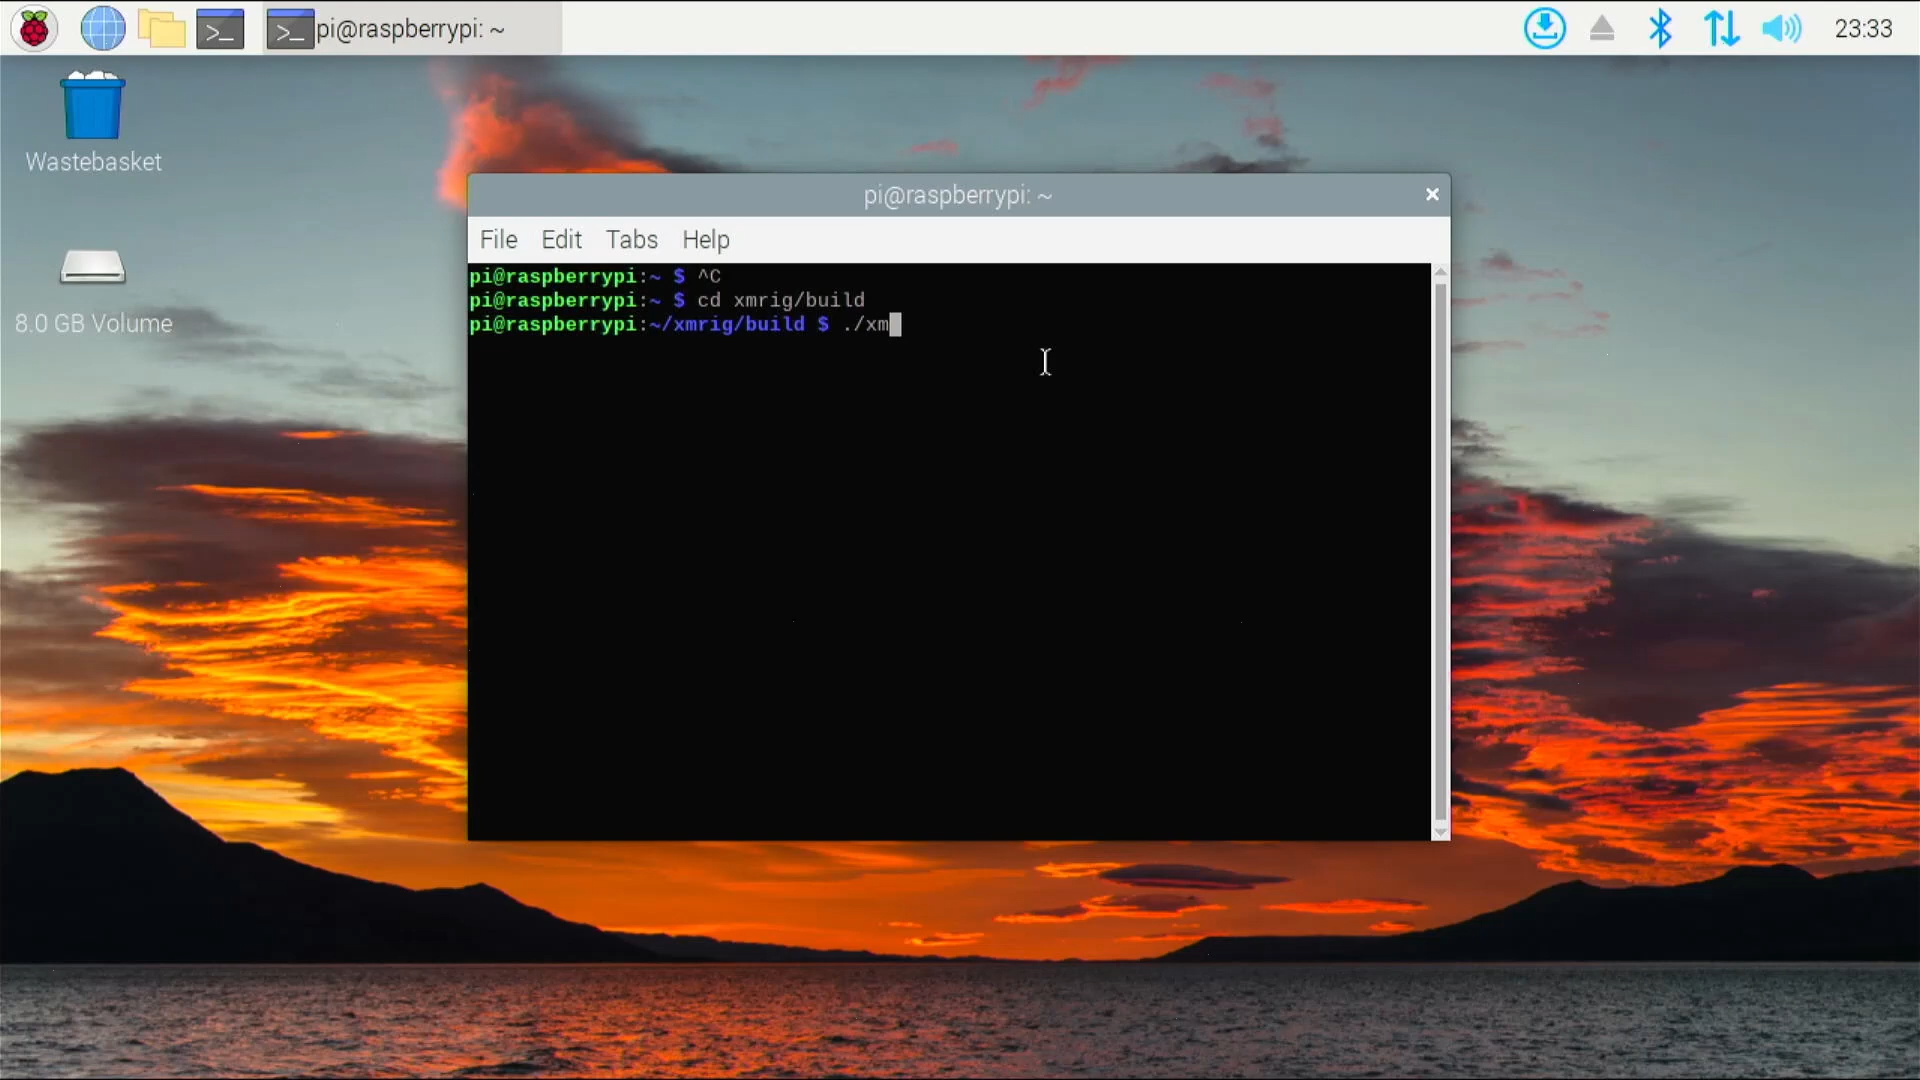 pi@raspberrypi: ~
23:33
Wastebasket
8.0 GB Volume
pi@raspberrypi: ~
File Edit Tabs Help
pi@raspberrypi:~ $ ^C
pi@raspberrypi:~ $ cd xmrig/build
pi@raspberrypi:~/xmrig/build $ ./xm